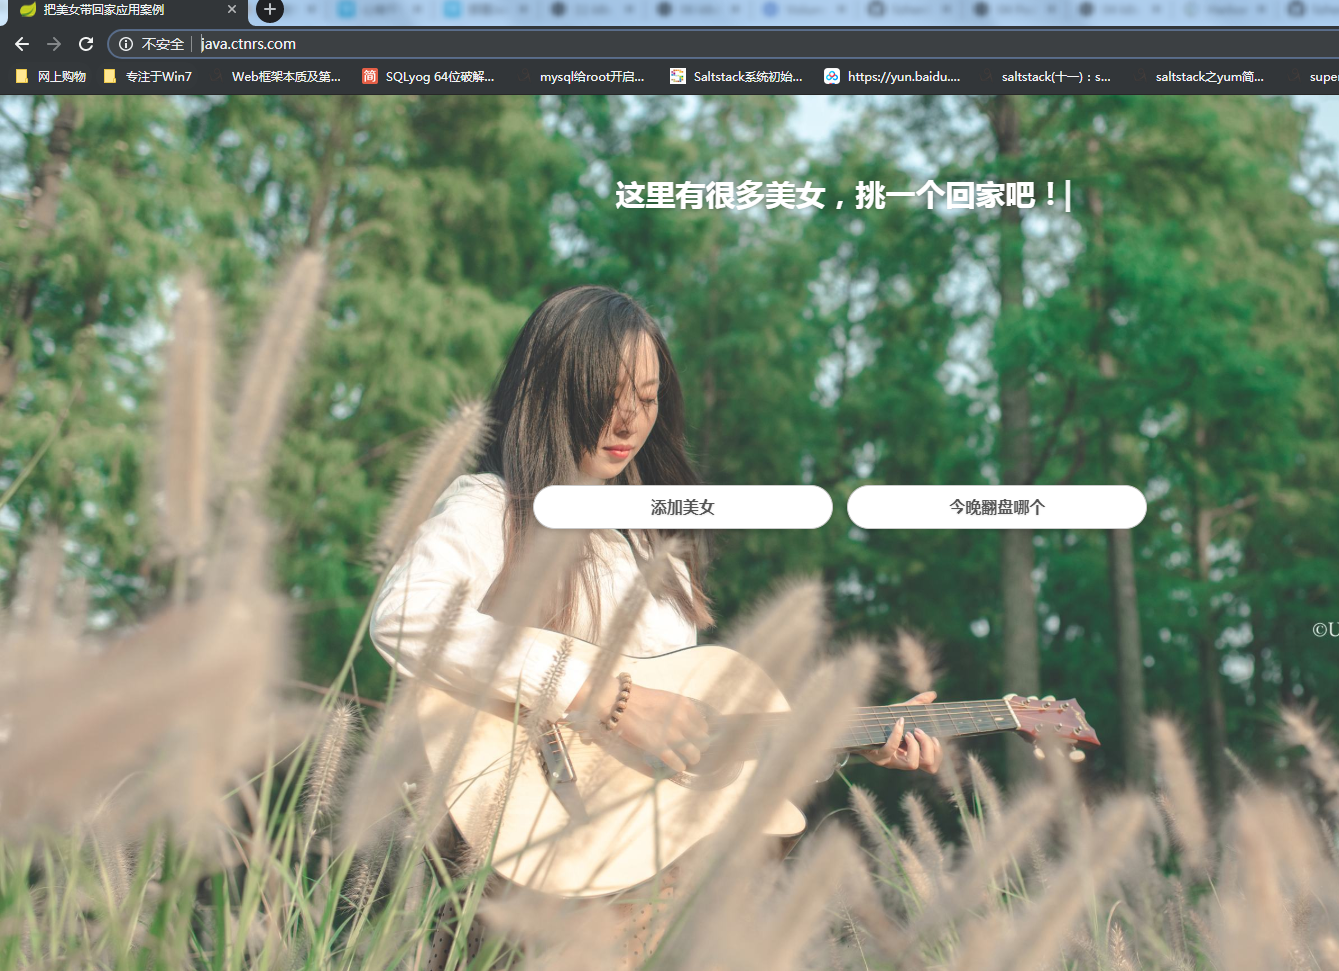 把美女带回家应用案例
不安全
java.ctnrs.com
网上购物
专注于Win7
Web框架本质及第...
简
SQLyog 64位破解...
mysql给root开启...
Saltstack系统初始...
https://yun.baidu....
saltstack(十一)：s...
saltstack之yum简...
super
这里有很多美女，挑一个回家吧！|
添加美女
今晚翻盘哪个
©U